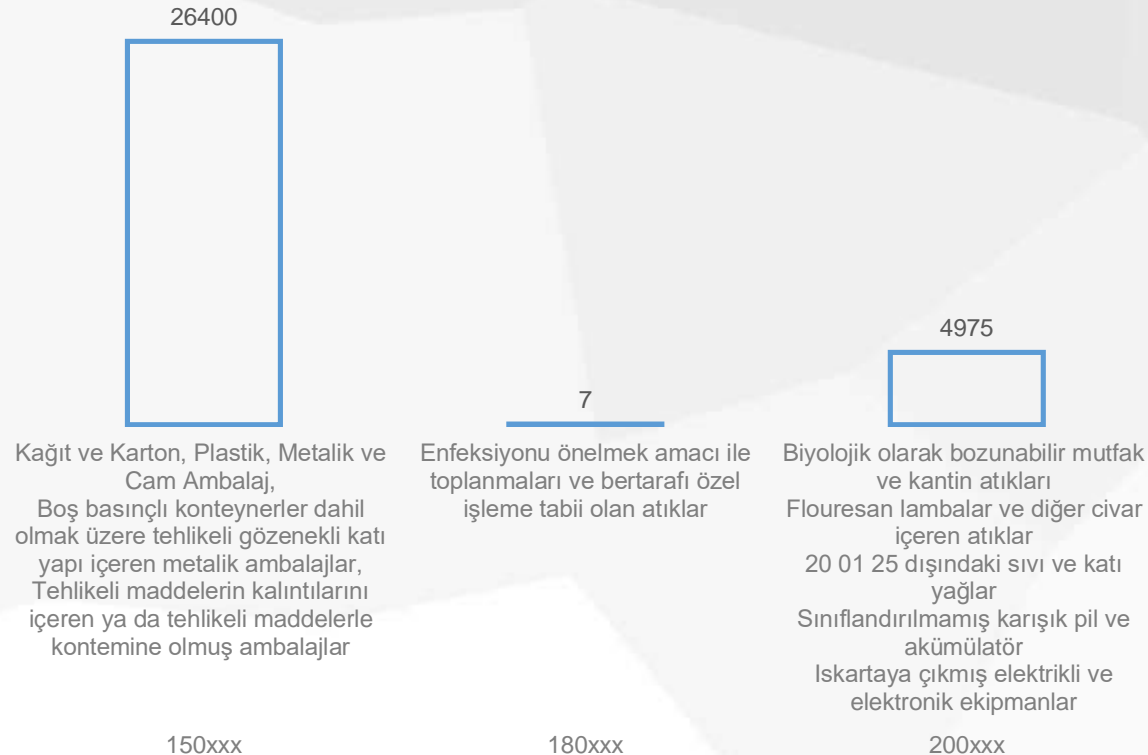 26400
7
4975
Kağıt ve Karton, Plastik, Metalik ve
Cam Ambalaj,
Boş basınçlı konteynerler dahil
olmak üzere tehlikeli gözenekli katı
yapı içeren metalik ambalajlar,
Tehlikeli maddelerin kalıntılarını
içeren ya da tehlikeli maddelerle
kontemine olmuş ambalajlar
Enfeksiyonu önelmek amacı ile
toplanmaları ve bertarafı özel
işleme tabii olan atıklar
Biyolojik olarak bozunabilir mutfak
ve kantin atıkları
Flouresan lambalar ve diğer civar
içeren atıklar
20 01 25 dışındaki sıvı ve katı
yağlar
Sınıflandırılmamış karışık pil ve
akümülatör
Iskartaya çıkmış elektrikli ve
elektronik ekipmanlar
150xxx
180xxx
200xxx